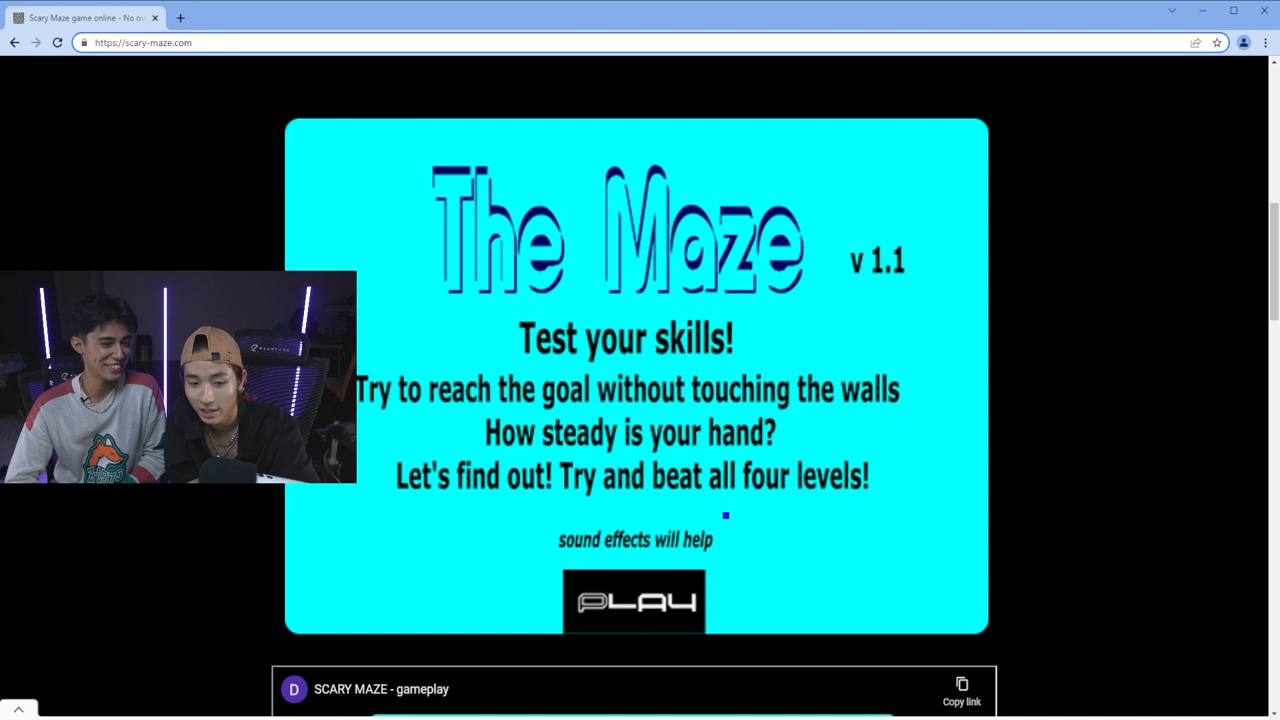 Scary Maze game online - No ov
https://scary-maze.com
The Maze
v 1.1
Test your skills!
Try to reach the goal without touching the walls
How steady is your hand?
Let's find out! Try and beat all four levels!
sound effects will help
PLAY
D
SCARY MAZE - gameplay
Copy link